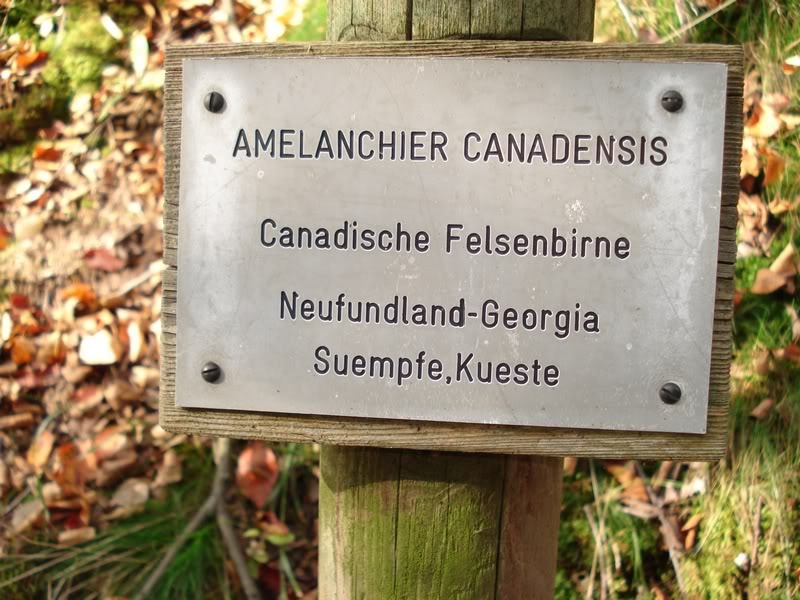 AMELANCHIER CANADENSIS
Canadische Felsenbirne
Neufundland-Georgia
Suempfe,Kueste